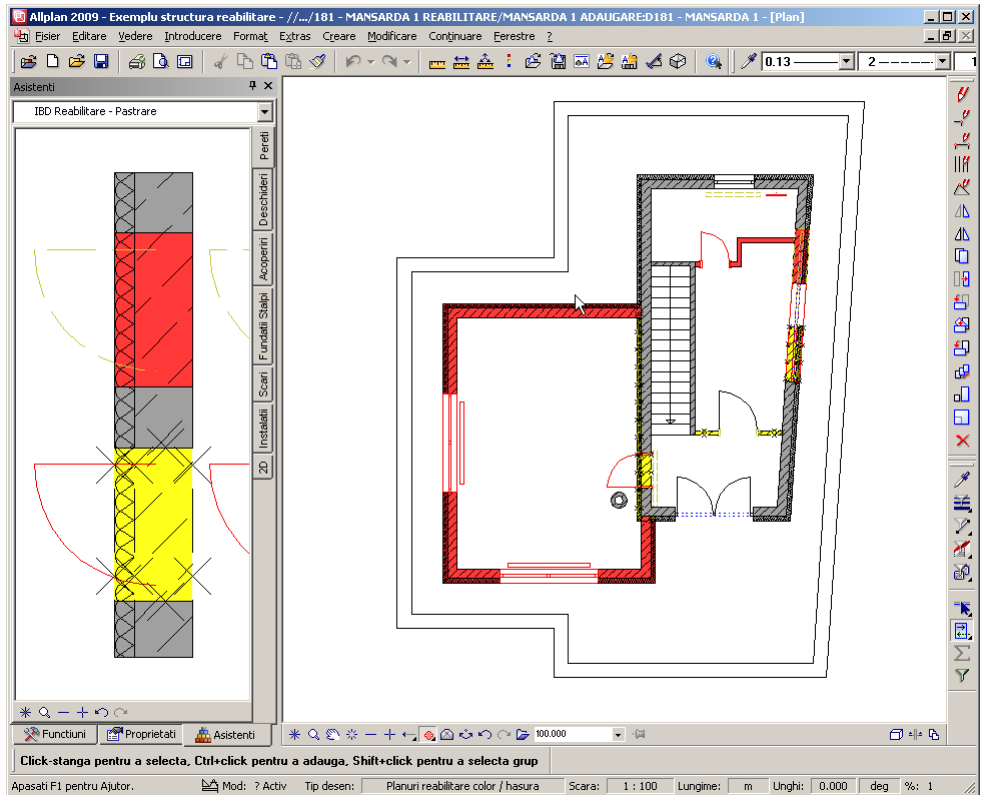 Allplan 2009 - Exemplu structura reabilitare - //.../181 - MANSARDA 1 REABILITARE/MANSARDA 1 ADAUGARE:D181 - MANSARDA 1 - [Plan]
Fisier Editare Vedere Introducere Format Extras Creare Modificare Continuare Ferestre ?
0.13 2 1
Asistenti
IBD Reabilitare - Pastrare
Pereti
Deschideri
Acoperiri
Fundatii Stalpi
Scari
Instalatii
2D
Functiuni Proprietati Asistenti
100.000
Click-stanga pentru a selecta, Ctrl+click pentru a adauga, Shift+click pentru a selecta grup
Apasati F1 pentru Ajutor. Mod: ? Activ Tip desen: Planuri reabilitare color / hasura Scara: 1 : 100 Lungime: m Unghi: 0.000 deg %: 1